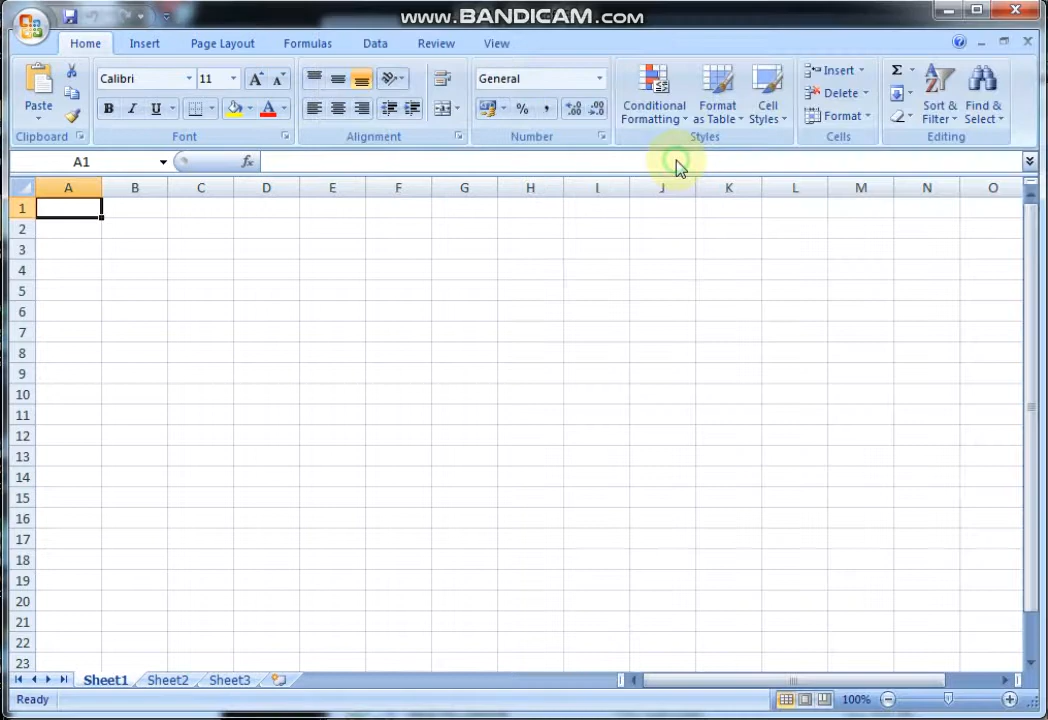 www.BANDICAM.com
Home Insert Page Layout Formulas Data Review View
Paste
Clipboard
Calibri 11
B I U
Font
Alignment
General
% ,
Number
Conditional Formatting
Format as Table
Cell Styles
Styles
Insert
Delete
Format
Cells
Σ
Sort & Filter
Find & Select
Editing
A1 fx
A B C D E F G H I J K L M N O
1
2
3
4
5
6
7
8
9
10
11
12
13
14
15
16
17
18
19
20
21
22
23
Sheet1 Sheet2 Sheet3
Ready 100%